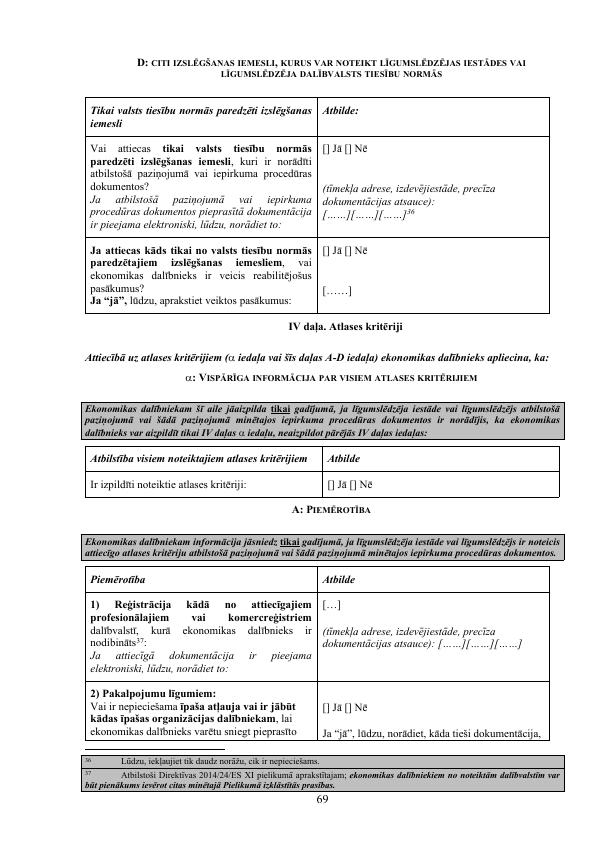 D: CITI IZSLĒGŠANAS IEMESLI, KURUS VAR NOTEIKT LĪGUMSLĒDZĒJAS IESTĀDES VAI
LĪGUMSLĒDZĒJA DALĪBVALSTS TIESĪBU NORMĀS
Tikai valsts tiesību normās paredzēti izslēgšanas
iemesli
Atbilde:
Vai attiecas tikai valsts tiesību normās
paredzēti izslēgšanas iemesli, kuri ir norādīti
atbilstošā paziņojumā vai iepirkuma procedūras
dokumentos?
Ja atbilstošā paziņojumā vai iepirkuma
procedūras dokumentos pieprasītā dokumentācija
ir pieejama elektroniski, lūdzu, norādiet to:
[] Jā [] Nē
(tīmekļa adrese, izdevējiestāde, precīza
dokumentācijas atsauce):
[……][……][……]36
Ja attiecas kāds tikai no valsts tiesību normās
paredzētajiem izslēgšanas iemesliem, vai
ekonomikas dalībnieks ir veicis reabilitējošus
pasākumus?
Ja “jā”, lūdzu, aprakstiet veiktos pasākumus:
[] Jā [] Nē
[……]
IV daļa. Atlases kritēriji
Attiecībā uz atlases kritērijiem (α iedaļa vai šīs daļas A-D iedaļa) ekonomikas dalībnieks apliecina, ka:
α: VISPĀRĪGA INFORMĀCIJA PAR VISIEM ATLASES KRITĒRIJIEM
Ekonomikas dalībniekam šī aile jāaizpilda tikai gadījumā, ja līgumslēdzēja iestāde vai līgumslēdzējs atbilstošā
paziņojumā vai šādā paziņojumā minētajos iepirkuma procedūras dokumentos ir norādījis, ka ekonomikas
dalībnieks var aizpildīt tikai IV daļas α iedaļu, neaizpildot pārējās IV daļas iedaļas:
Atbilstība visiem noteiktajiem atlases kritērijiem
Atbilde
Ir izpildīti noteiktie atlases kritēriji:
[] Jā [] Nē
A: PIEMĒROTĪBA
Ekonomikas dalībniekam informācija jāsniedz tikai gadījumā, ja līgumslēdzēja iestāde vai līgumslēdzējs ir noteicis
attiecīgo atlases kritēriju atbilstošā paziņojumā vai šādā paziņojumā minētajos iepirkuma procedūras dokumentos.
Piemērotība
Atbilde
1) Reģistrācija kādā no attiecīgajiem
profesionālajiem vai komercreģistriem
dalībvalstī, kurā ekonomikas dalībnieks ir
nodibināts37:
Ja attiecīgā dokumentācija ir pieejama
elektroniski, lūdzu, norādiet to:
[…]
(tīmekļa adrese, izdevējiestāde, precīza
dokumentācijas atsauce): [……][……][……]
2) Pakalpojumu līgumiem:
Vai ir nepieciešama īpaša atļauja vai ir jābūt
kādas īpašas organizācijas dalībniekam, lai
ekonomikas dalībnieks varētu sniegt pieprasīto
[] Jā [] Nē
Ja “jā”, lūdzu, norādiet, kāda tieši dokumentācija,
36 Lūdzu, iekļaujiet tik daudz norāžu, cik ir nepieciešams.
37 Atbilstoši Direktīvas 2014/24/ES XI pielikumā aprakstītajam; ekonomikas dalībniekiem no noteiktām dalībvalstīm var
būt pienākums ievērot citas minētajā Pielikumā izklāstītās prasības.
69